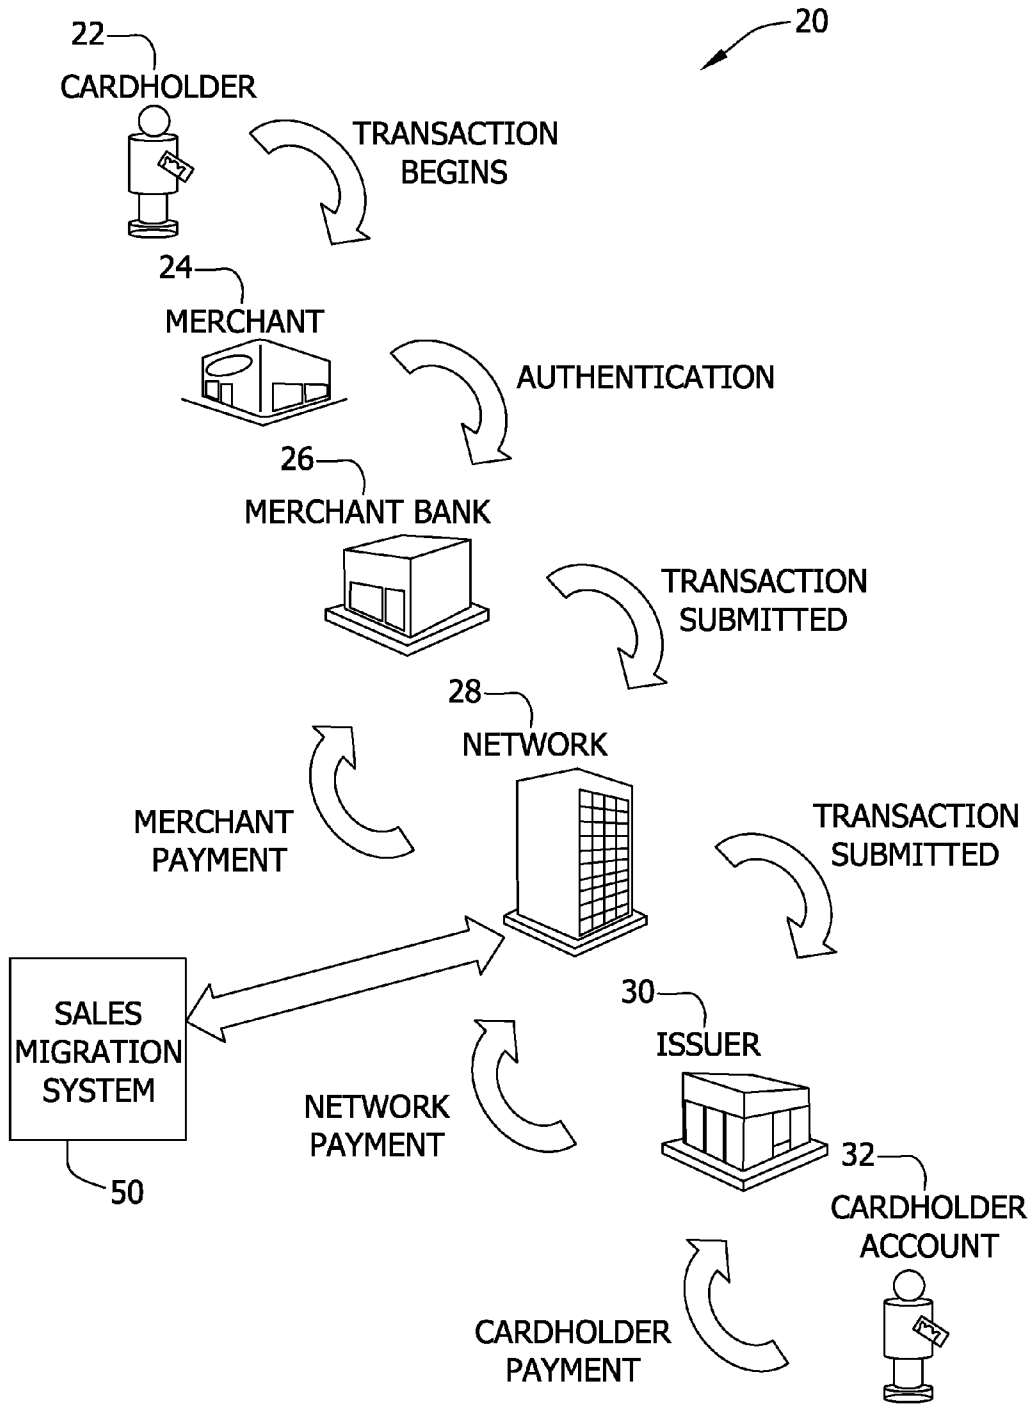 20
22
CARDHOLDER
TRANSACTION
BEGINS
24
MERCHANT
AUTHENTICATION
26
MERCHANT BANK
TRANSACTION
SUBMITTED
28
NETWORK
MERCHANT
PAYMENT
TRANSACTION
SUBMITTED
30
ISSUER
SALES
MIGRATION
SYSTEM
50
NETWORK
PAYMENT
32
CARDHOLDER
ACCOUNT
CARDHOLDER
PAYMENT